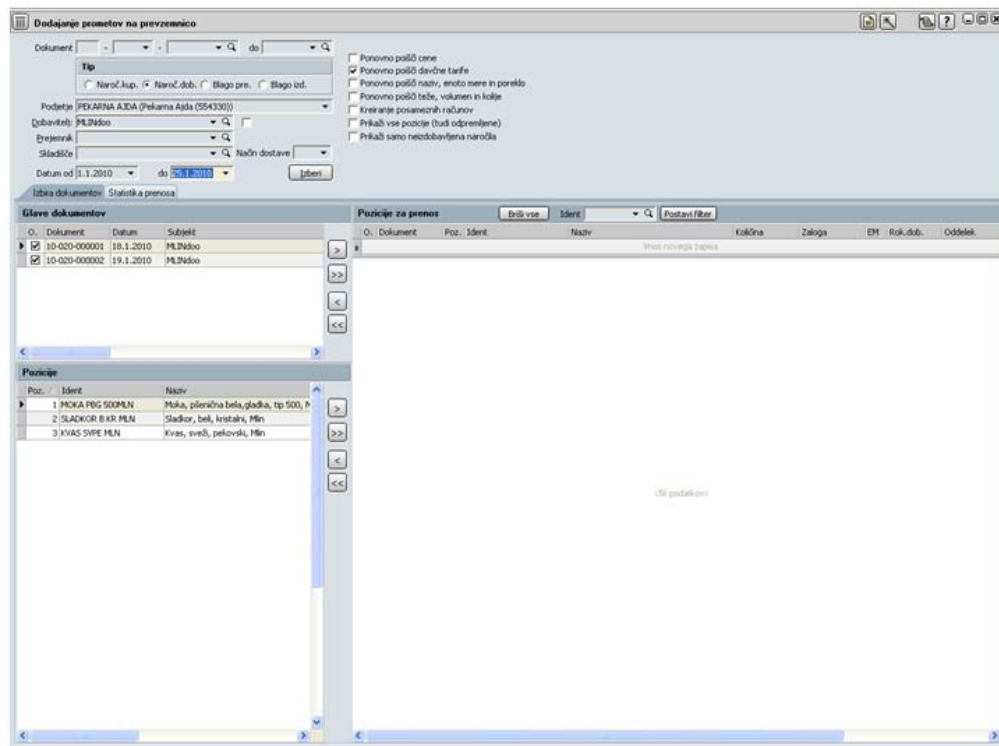 Dodajanje prometov na prevzemnico
Dokument - - do
Tip
Naroč.kup. Naroč.dob. Blago pre. Blago izd.
Podjetje PEKARNA AJDA (Pekarna Ajda (554330))
Dobavitelj: MLINdoo
Prejemnik
Skladišče Način dostave
Datum od 1.1.2010 do 25.1.2010 Izberi
Ponovno poišči cene
Ponovno poišči davčne tarife
Ponovno poišči naziv, enoto mere in poreklo
Ponovno poišči teže, volumen in kolije
Kreiranje posameznih računov
Prikaži vse pozicije (tudi odpremljene)
Prikaži samo neizdobavljena naročila
Izbira dokumentov Statistika prenosa
Glave dokumentov
O. Dokument Datum Subjekt
10-020-000001 18.1.2010 MLINdoo
10-020-000002 19.1.2010 MLINdoo
> 
>>
<
<<
Pozicije
Poz. Ident Naziv
1 MOKA PBG 500MLN Moka, pšenična bela,gladka, tip 500, M
2 SLADKOR B KR MLN Sladkor, beli, kristalni, Mlin
3 KVAS SVPE MLN Kvas, sveži, pekovski, Mlin
>
>>
<
<<
Pozicije za prenos Briši vse Ident Postavi filter
O. Dokument Poz. Ident Naziv Količina Zaloga EM Rok.dob. Oddelek
Vnos novega zapisa
<Ni podatkov>